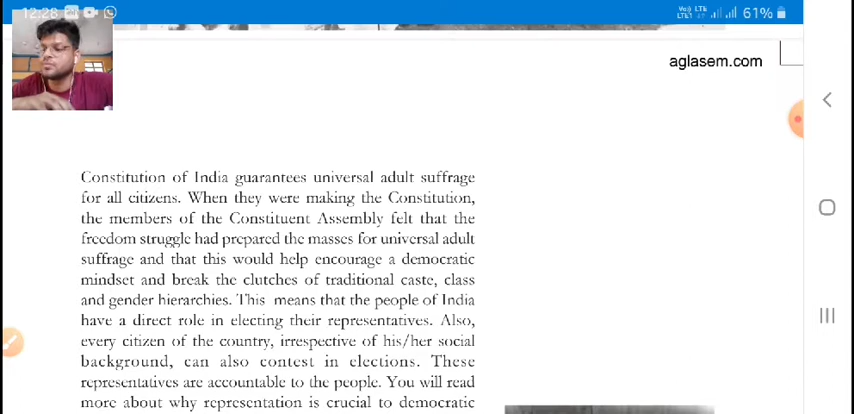 12:28
Vo)) LTE
LTE1
61%
aglasem.com
Constitution of India guarantees universal adult suffrage
for all citizens. When they were making the Constitution,
the members of the Constituent Assembly felt that the
freedom struggle had prepared the masses for universal adult
suffrage and that this would help encourage a democratic
mindset and break the clutches of traditional caste, class
and gender hierarchies. This means that the people of India
have a direct role in electing their representatives. Also,
every citizen of the country, irrespective of his/her social
background, can also contest in elections. These
representatives are accountable to the people. You will read
more about why representation is crucial to democratic